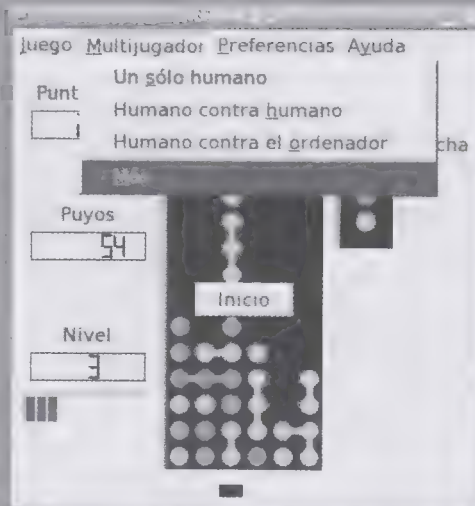 Juego Multijugador Preferencias Ayuda
Un sólo humano
Humano contra humano
Humano contra el ordenador
Punt
cha
Puyos
54
Inicio
Nivel
3